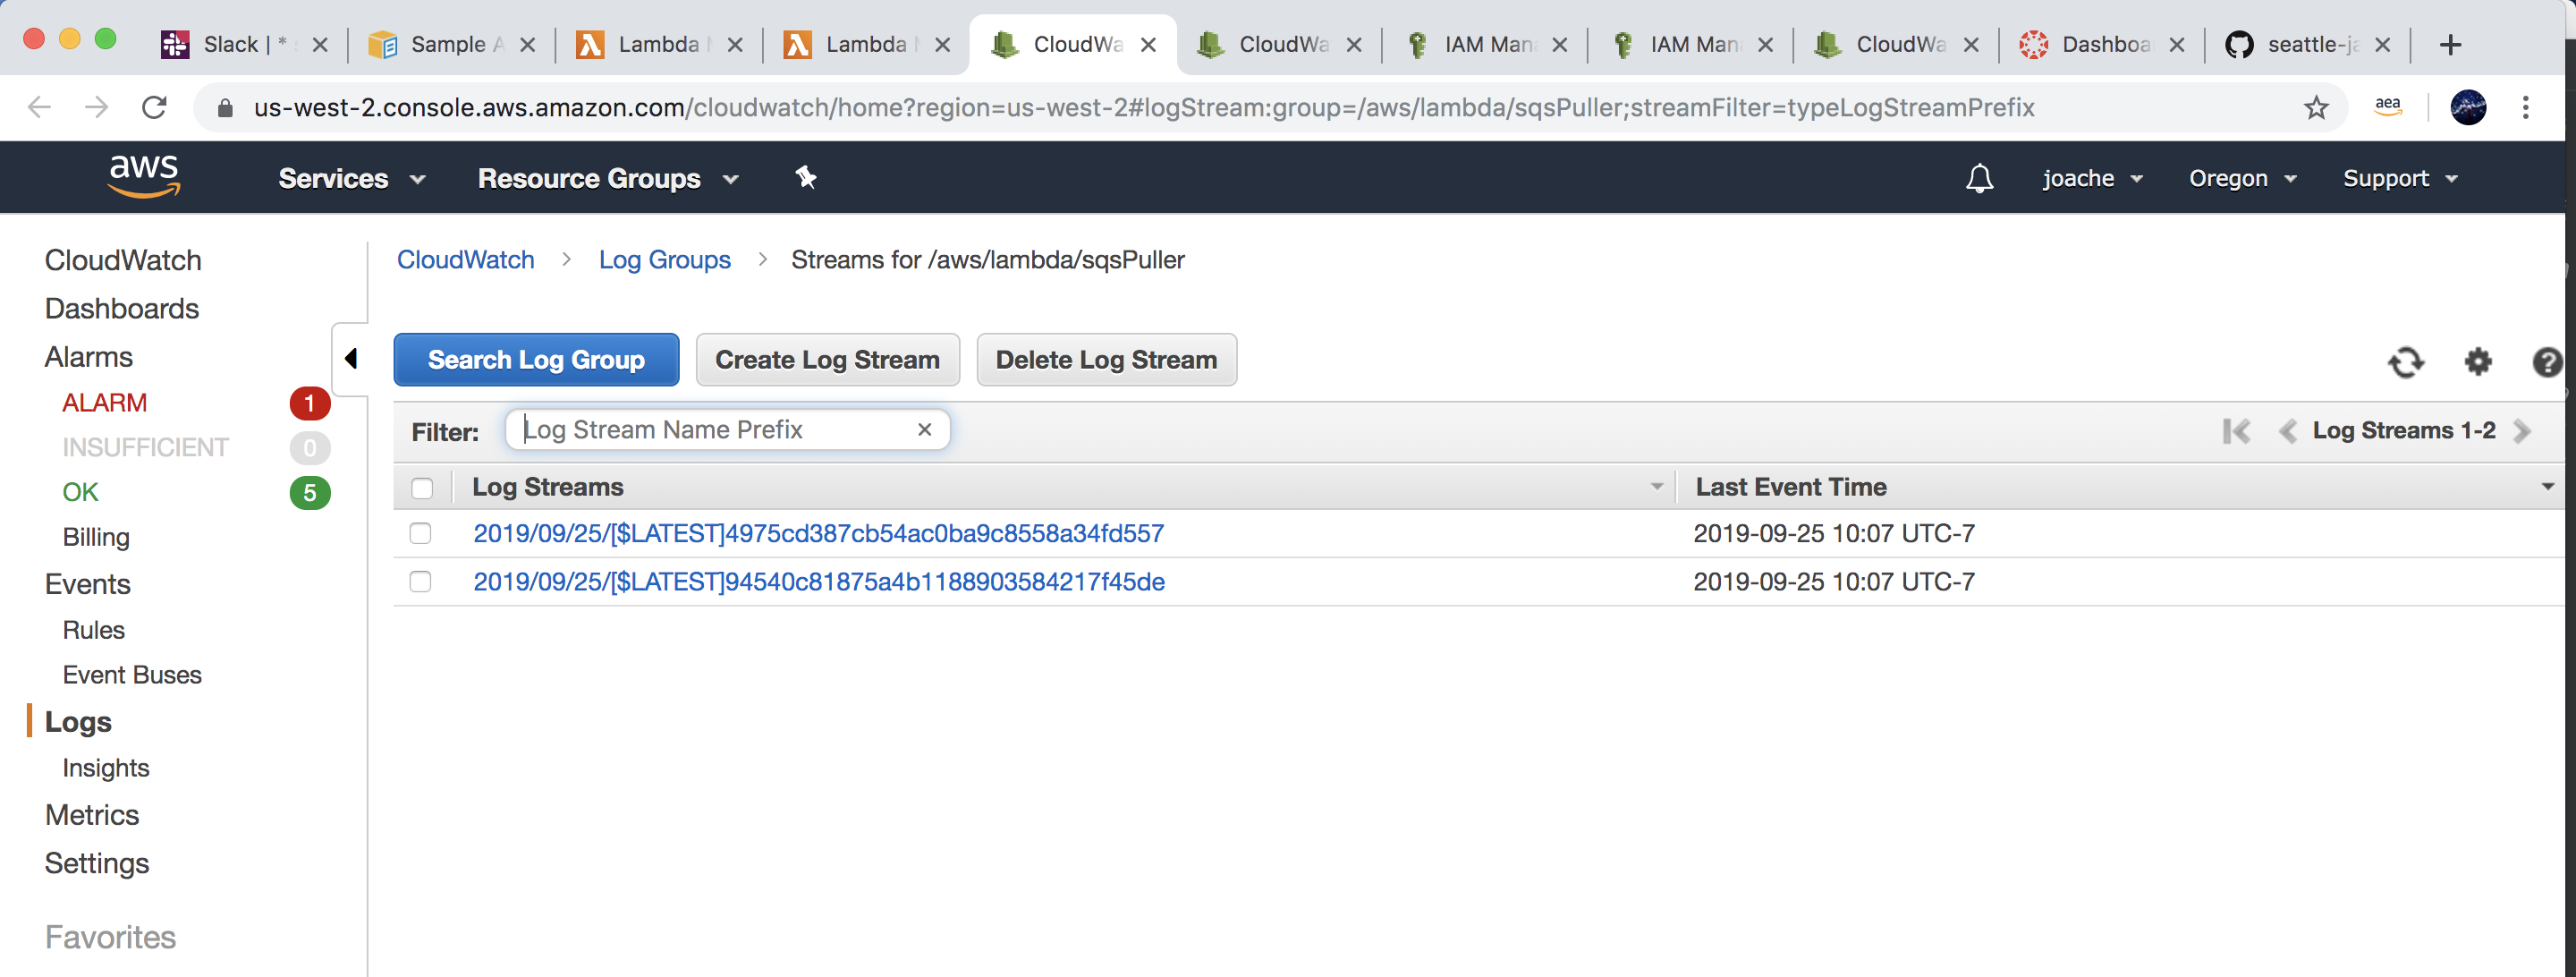 Slack | * Sample A Lambda Lambda CloudWa CloudWa IAM Man IAM Man CloudWa Dashboa seattle-ja
us-west-2.console.aws.amazon.com/cloudwatch/home?region=us-west-2#logStream:group=/aws/lambda/sqsPuller;streamFilter=typeLogStreamPrefix
aea
aws Services Resource Groups joache Oregon Support
CloudWatch
Dashboards
Alarms
ALARM 1
INSUFFICIENT 0
OK 5
Billing
Events
Rules
Event Buses
Logs
Insights
Metrics
Settings
Favorites
CloudWatch > Log Groups > Streams for /aws/lambda/sqsPuller
Search Log Group Create Log Stream Delete Log Stream
Filter: Log Stream Name Prefix Log Streams 1-2
Log Streams Last Event Time
2019/09/25/[$LATEST]4975cd387cb54ac0ba9c8558a34fd557 2019-09-25 10:07 UTC-7
2019/09/25/[$LATEST]94540c81875a4b1188903584217f45de 2019-09-25 10:07 UTC-7